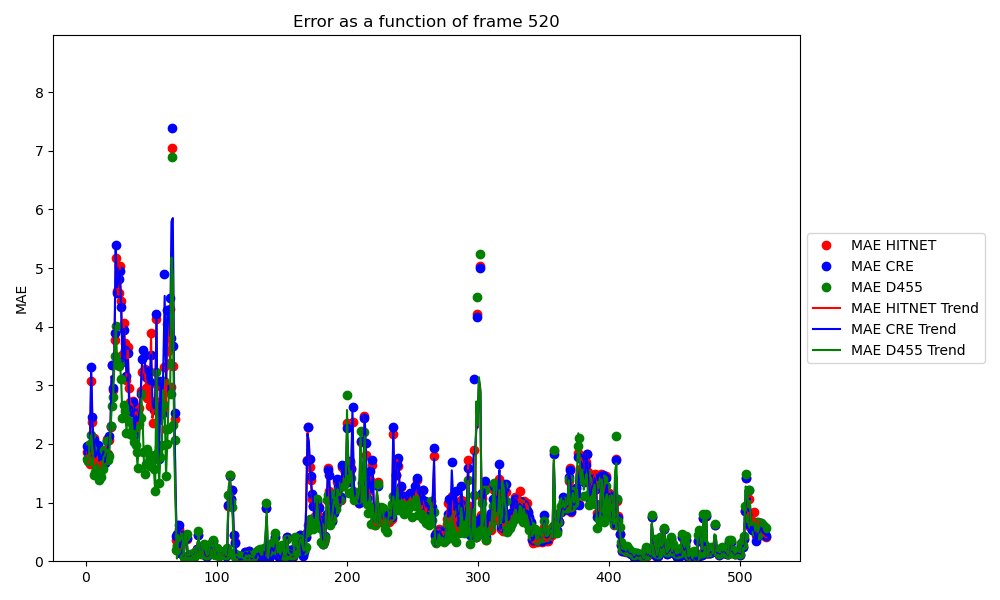 Error as a function of frame 520
MAE
8
7
6
5
4
3
2
1
0
0 100 200 300 400 500
MAE HITNET
MAE CRE
MAE D455
MAE HITNET Trend
MAE CRE Trend
MAE D455 Trend